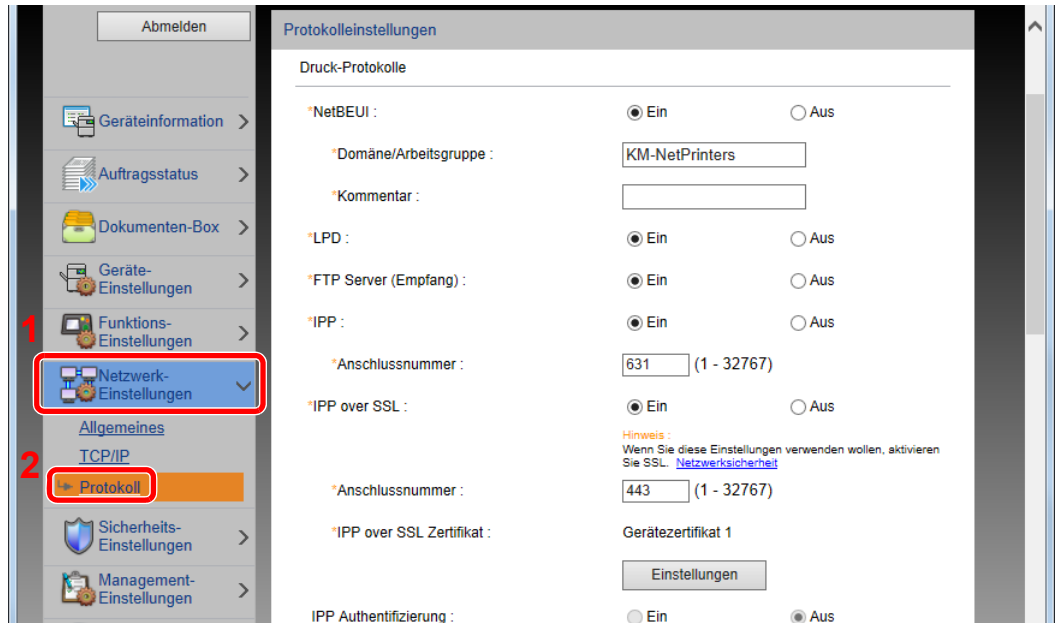 Abmelden
Geräteinformation
Auftragsstatus
Dokumenten-Box
Geräte-
Einstellungen
1
Funktions-
Einstellungen
Netzwerk-
Einstellungen
Allgemeines
TCP/IP
2
Protokoll
Sicherheits-
Einstellungen
Management-
Einstellungen
Protokolleinstellungen
Druck-Protokolle
*NetBEUI : Ein Aus
*Domäne/Arbeitsgruppe : KM-NetPrinters
*Kommentar :
*LPD : Ein Aus
*FTP Server (Empfang) : Ein Aus
*IPP : Ein Aus
*Anschlussnummer : 631 (1 - 32767)
*IPP over SSL : Ein Aus
Hinweis :
Wenn Sie diese Einstellungen verwenden wollen, aktivieren
Sie SSL. Netzwerksicherheit
*Anschlussnummer : 443 (1 - 32767)
*IPP over SSL Zertifikat : Gerätezertifikat 1
Einstellungen
IPP Authentifizierung : Ein Aus